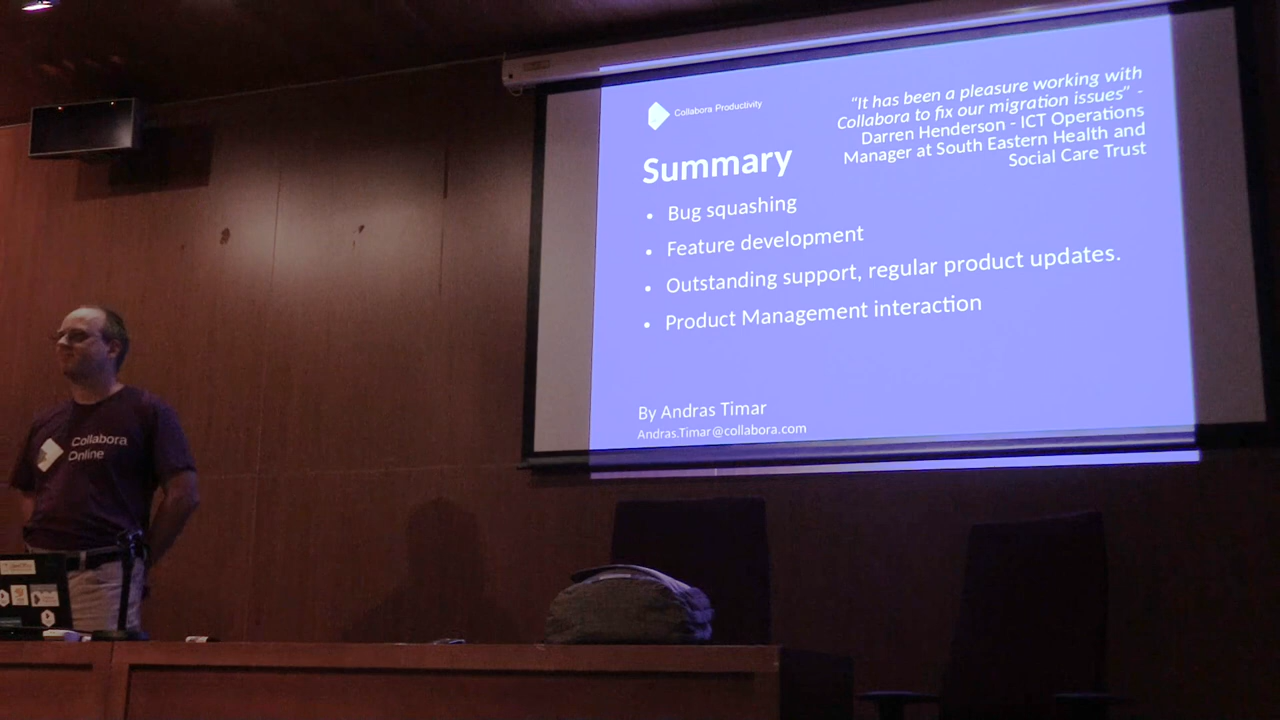 Collabora Productivity
“It has been a pleasure working with
Collabora to fix our migration issues” -
Darren Henderson - ICT Operations
Manager at South Eastern Health and
Social Care Trust
Summary
• Bug squashing
• Feature development
• Outstanding support, regular product updates.
• Product Management interaction
By Andras Timar
Andras.Timar@collabora.com
Collabora
Online